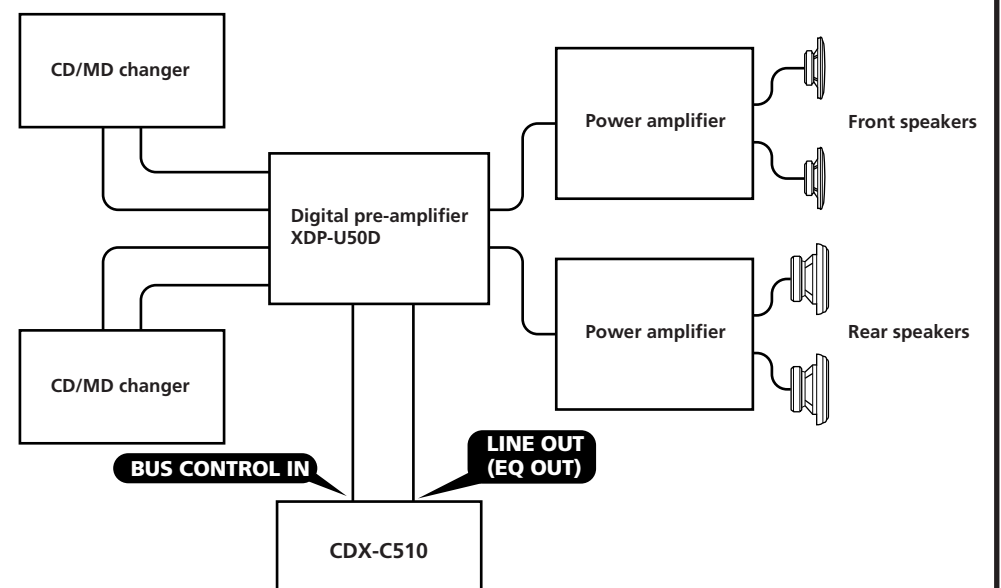 CD/MD changer
Power amplifier
Front speakers
Digital pre-amplifier
XDP-U50D
Power amplifier
Rear speakers
CD/MD changer
BUS CONTROL IN
LINE OUT
(EQ OUT)
CDX-C510